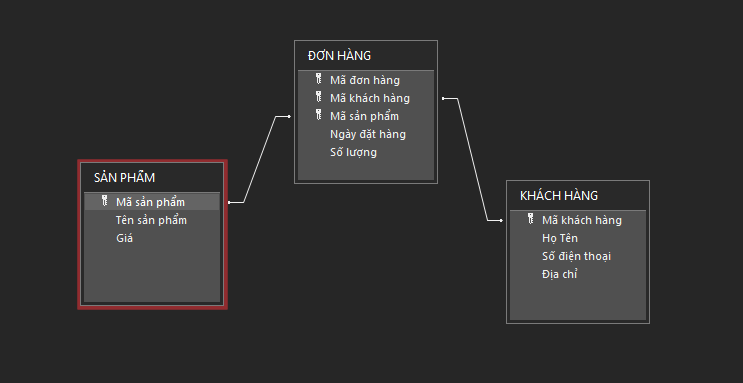 ĐƠN HÀNG
Mã đơn hàng
Mã khách hàng
Mã sản phẩm
Ngày đặt hàng
Số lượng
SẢN PHẨM
Mã sản phẩm
Tên sản phẩm
Giá
KHÁCH HÀNG
Mã khách hàng
Họ Tên
Số điện thoại
Địa chỉ